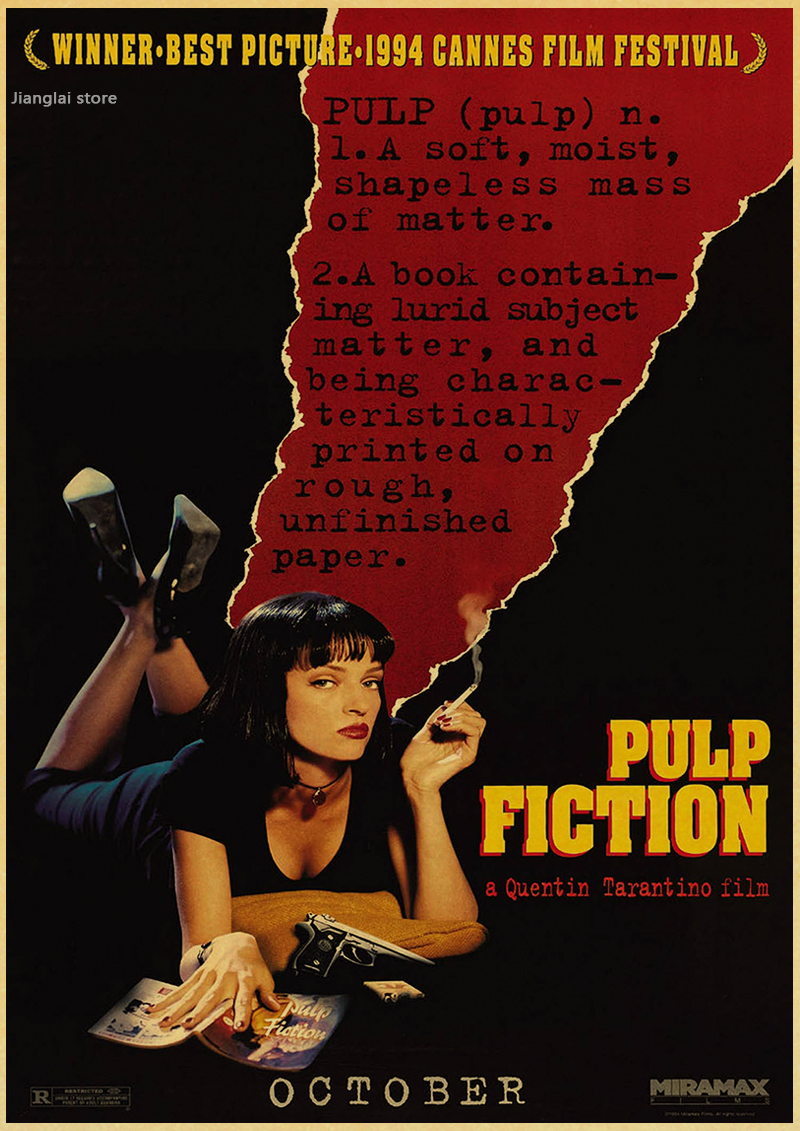 WINNER•BEST PICTURE•1994 CANNES FILM FESTIVAL
Jianglai store
PULP (pulp) n.
1. A soft, moist,
shapeless mass
of matter.
2. A book contain-
ing lurid subject
matter, and
being charac-
teristically
printed on
rough,
unfinished
paper.
PULP
FICTION
a Quentin Tarantino film
Pulp
Fiction
OCTOBER
R
RESTRICTED
MIRAMAX
FILMS